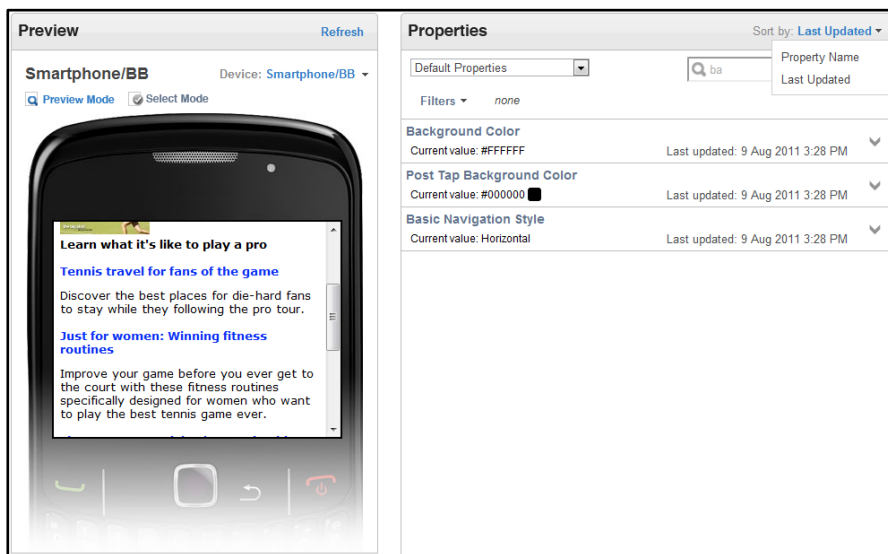 Preview
Refresh
Smartphone/BB
Device: Smartphone/BB
Preview Mode
Select Mode
Learn what it's like to play a pro
Tennis travel for fans of the game
Discover the best places for die-hard fans
to stay while they following the pro tour.
Just for women: Winning fitness
routines
Improve your game before you ever get to
the court with these fitness routines
specifically designed for women who want
to play the best tennis game ever.
Properties
Sort by: Last Updated
Property Name
Last Updated
Default Properties
ba
Filters
none
Background Color
Current value: #FFFFFF
Last updated: 9 Aug 2011 3:28 PM
Post Tap Background Color
Current value: #000000
Last updated: 9 Aug 2011 3:28 PM
Basic Navigation Style
Current value: Horizontal
Last updated: 9 Aug 2011 3:28 PM